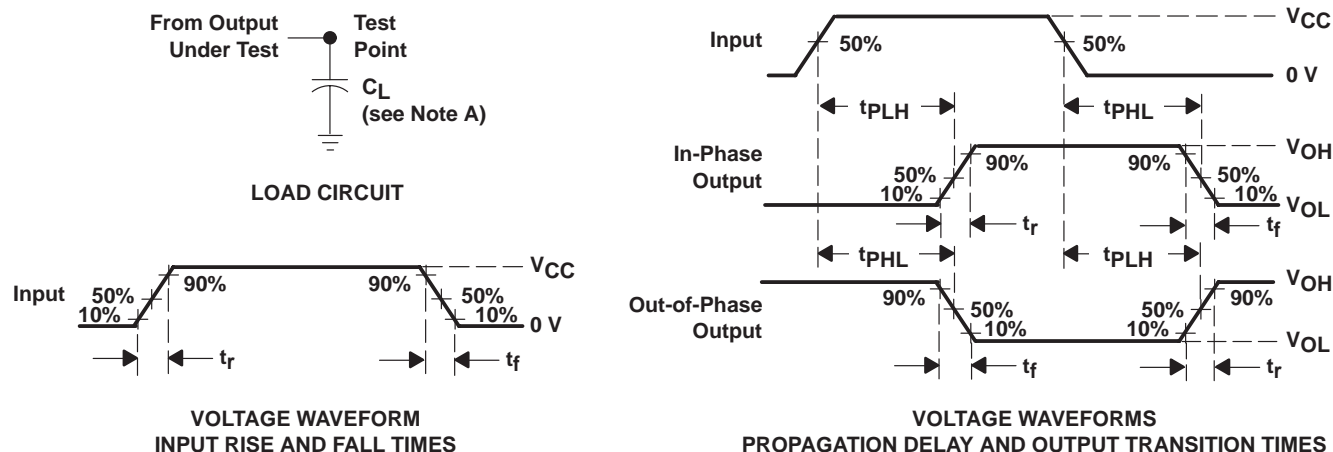 From Output
Under Test
Test
Point
CL
(see Note A)
LOAD CIRCUIT
Input
50%
10%
90%
90%
50%
10%
VCC
0 V
tr
tf
VOLTAGE WAVEFORM
INPUT RISE AND FALL TIMES
Input
50%
50%
VCC
0 V
tPLH
tPHL
In-Phase
Output
50%
10%
90%
90%
50%
10%
VOH
VOL
tr
tf
tPHL
tPLH
Out-of-Phase
Output
90%
50%
10%
50%
10%
90%
VOH
VOL
tf
tr
VOLTAGE WAVEFORMS
PROPAGATION DELAY AND OUTPUT TRANSITION TIMES